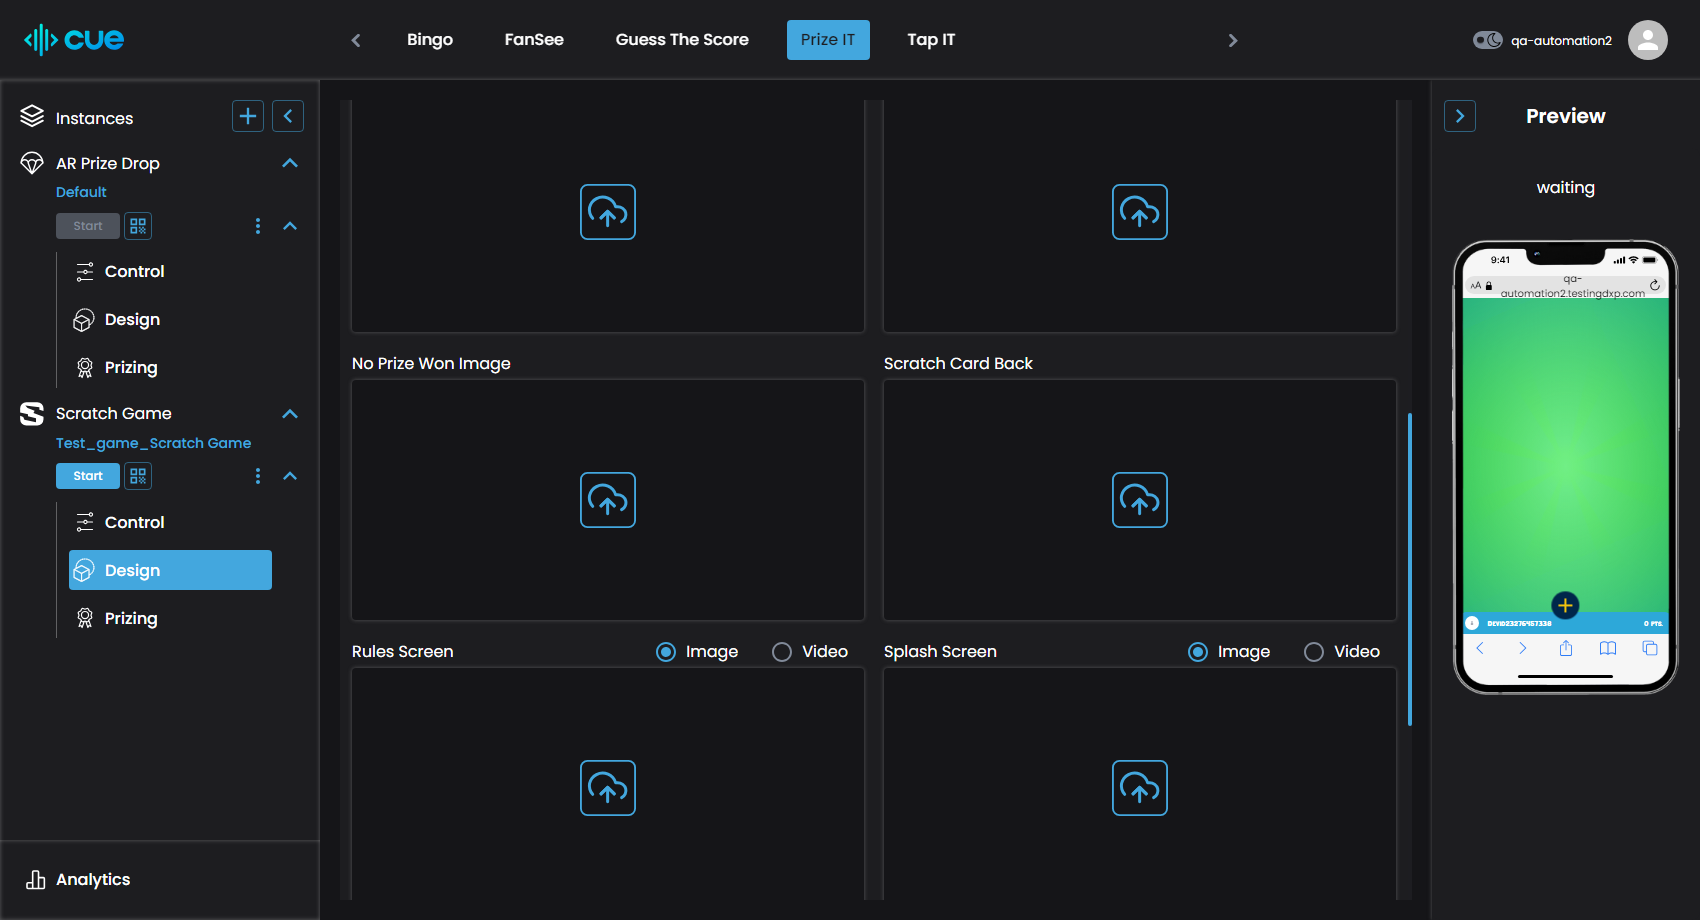 cue
Bingo
FanSee
Guess The Score
Prize IT
Tap IT
qa-automation2
Instances
AR Prize Drop
Default
Start
Control
Design
Prizing
Scratch Game
Test_game_Scratch Game
Start
Control
Design
Prizing
Analytics
No Prize Won Image
Scratch Card Back
Rules Screen
Image
Video
Splash Screen
Image
Video
Preview
waiting
9:41
AA
qa-
automation2.testingdxp.com
0 PTS.